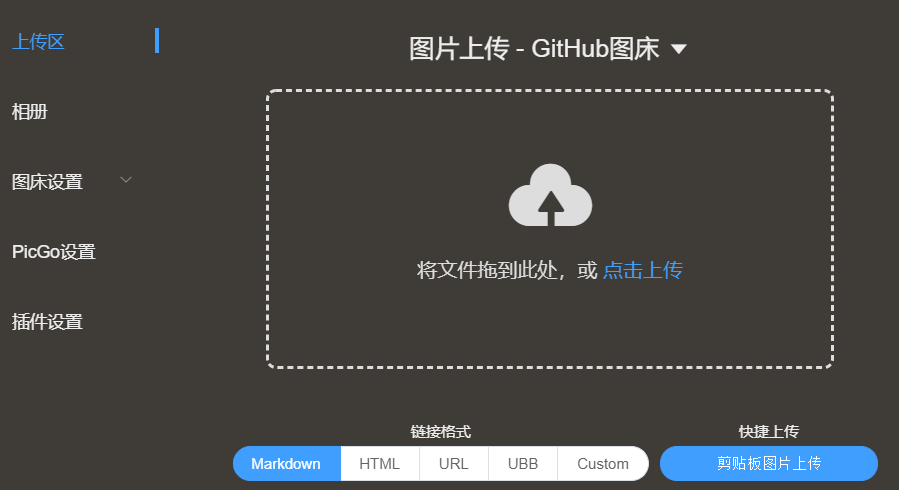 上传区
相册
图床设置
PicGo设置
插件设置
图片上传 - GitHub图床
将文件拖到此处，或 点击上传
链接格式
Markdown HTML URL UBB Custom
快捷上传
剪贴板图片上传